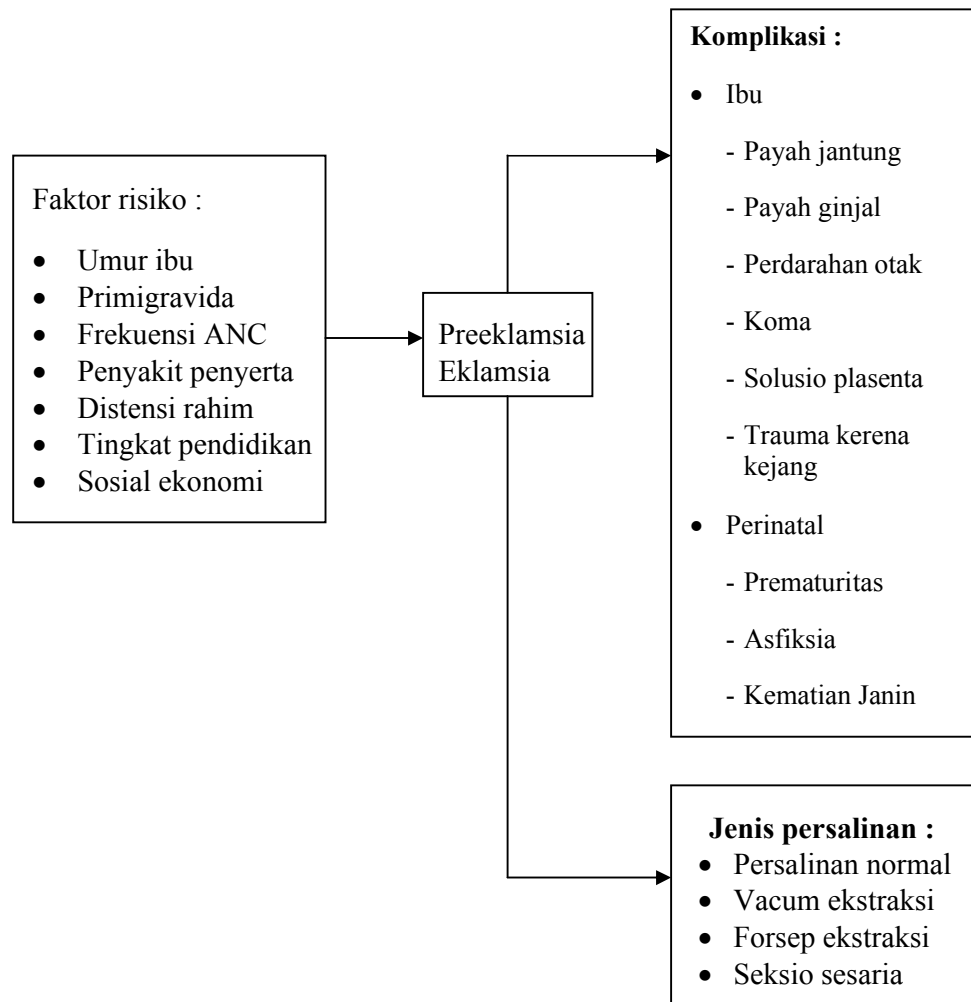 Faktor risiko :
• Umur ibu
• Primigravida
• Frekuensi ANC
• Penyakit penyerta
• Distensi rahim
• Tingkat pendidikan
• Sosial ekonomi
Preeklamsia
Eklamsia
Komplikasi :
• Ibu
- Payah jantung
- Payah ginjal
- Perdarahan otak
- Koma
- Solusio plasenta
- Trauma kerena
kejang
• Perinatal
- Prematuritas
- Asfiksia
- Kematian Janin
Jenis persalinan :
• Persalinan normal
• Vacum ekstraksi
• Forsep ekstraksi
• Seksio sesaria